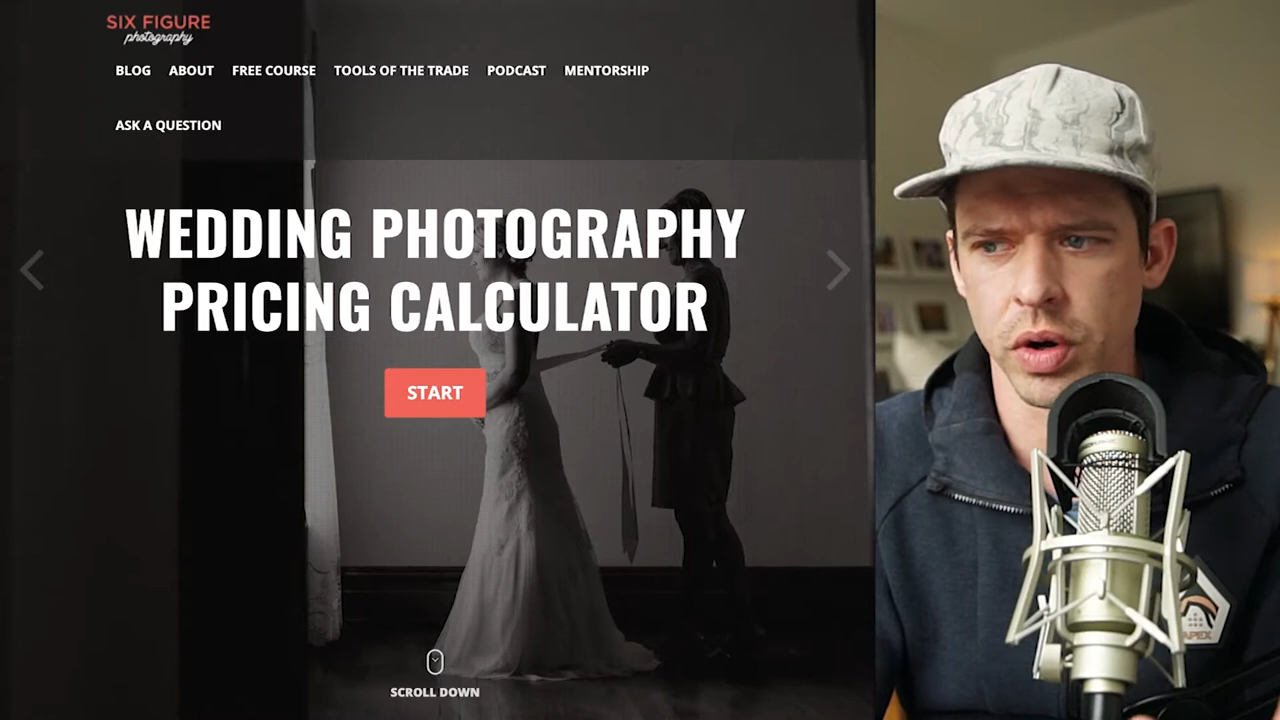 SIX FIGURE
photography
BLOG ABOUT FREE COURSE TOOLS OF THE TRADE PODCAST MENTORSHIP
ASK A QUESTION
WEDDING PHOTOGRAPHY
PRICING CALCULATOR
START
SCROLL DOWN
APEX